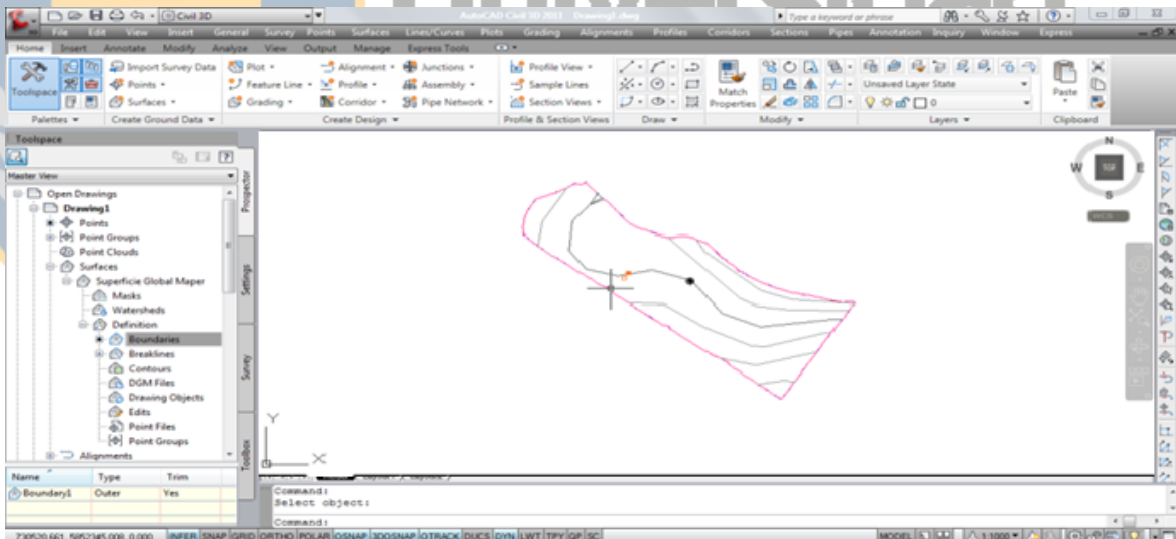 Civil 3D
AutoCAD Civil 3D 2011 Drawing1.dwg
Type a keyword or phrase
File Edit View Insert General Survey Points Surfaces Lines/Curves Plots Grading Alignments Profiles Corridors Sections Pipes Annotation Inquiry Window Express
Home Insert Annotate Modify Analyze View Output Manage Express Tools
Toolspace
Import Survey Data
Points
Surfaces
Plot
Feature Line
Grading
Alignment
Profile
Corridor
Junctions
Assembly
Pipe Network
Profile View
Sample Lines
Section Views
Match Properties
Unsaved Layer State
0
Paste
Palettes
Create Ground Data
Create Design
Profile & Section Views
Draw
Modify
Layers
Clipboard
Toolspace
Master View
Open Drawings
Drawing1
Points
Point Groups
Point Clouds
Surfaces
Superficie Global Maper
Masks
Watersheds
Definition
Boundaries
Breaklines
Contours
DGM Files
Drawing Objects
Edits
Point Files
Point Groups
Alignments
Prospector
Settings
Survey
Toolbox
N
W TOP E
S
WCS
Y
X
Name Type Trim
Boundary1 Outer Yes
Command:
Select object:
Command:
INFER SNAP GRID ORTHO POLAR OSNAP 3DOSNAP OTRACK DUCS DYN LWT TPY QP SC
MODEL
1:1000